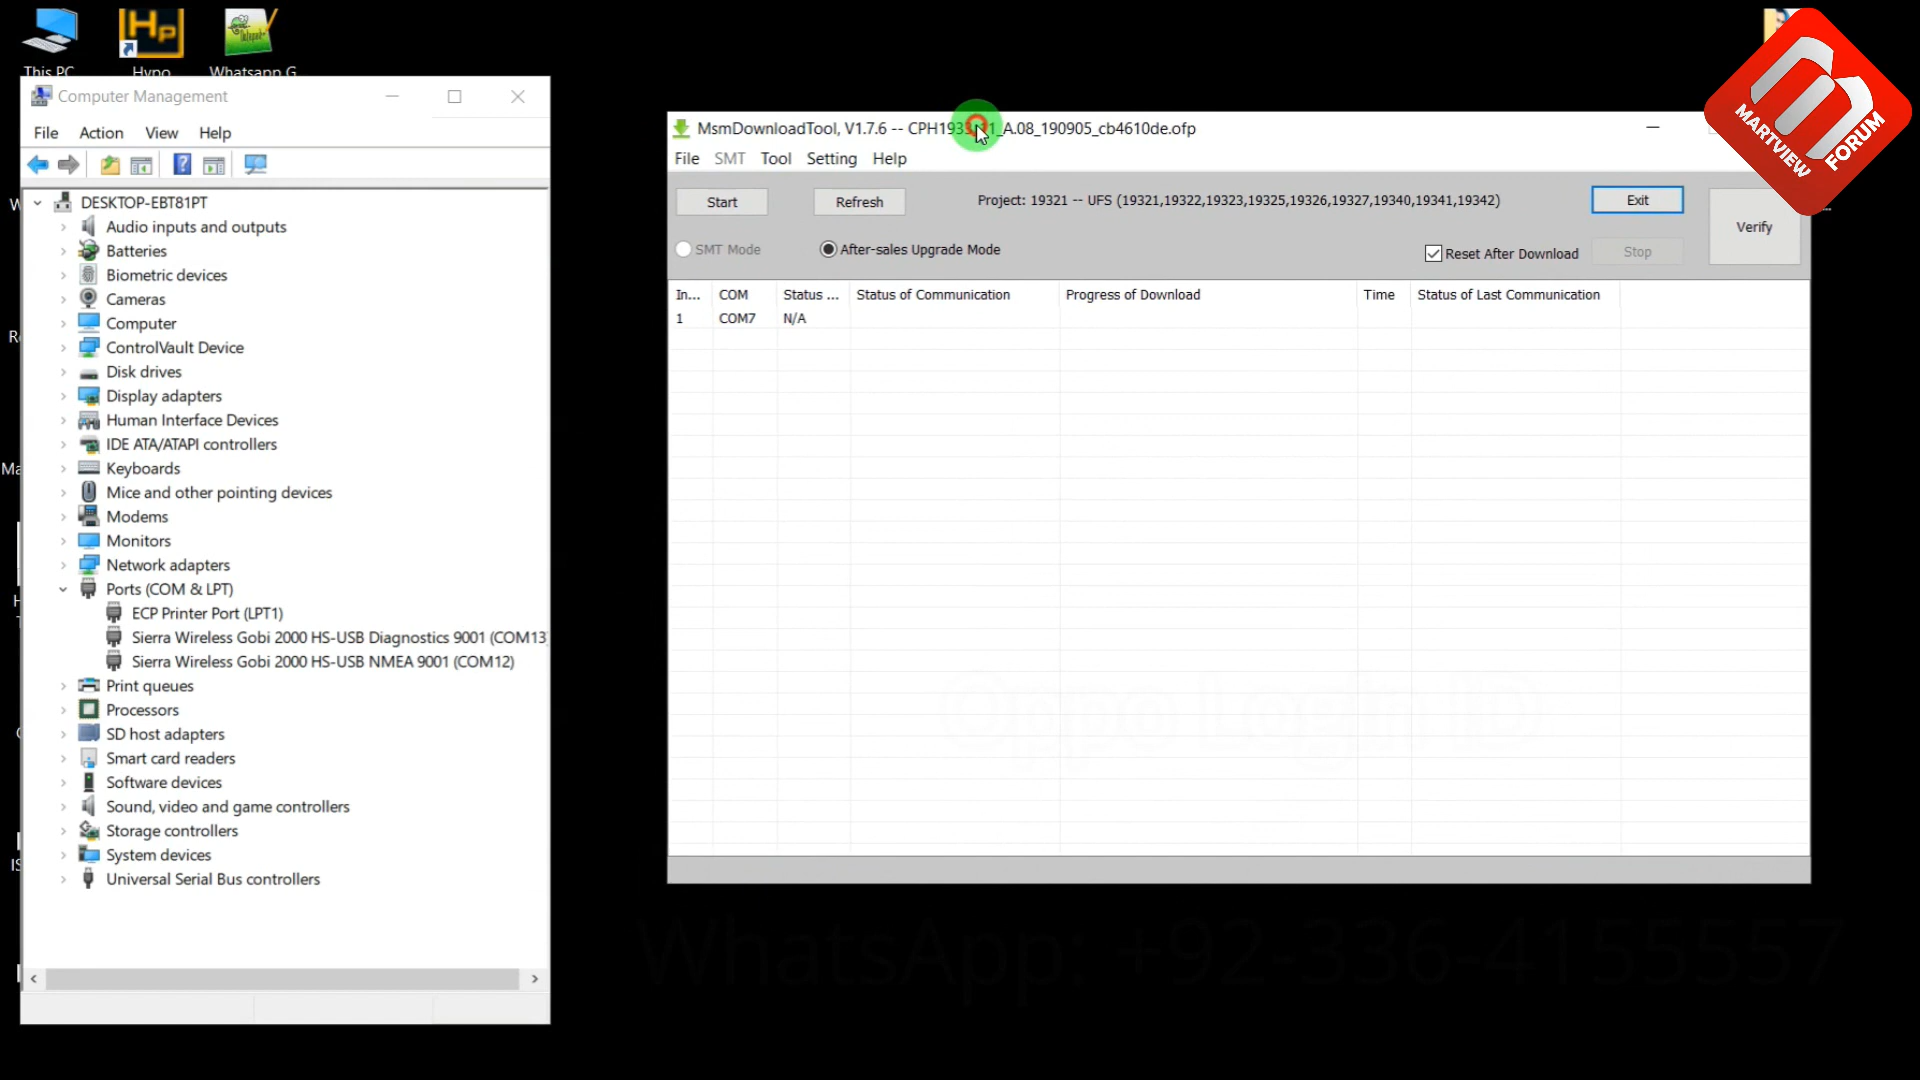 This PC
Hypo
Whatsapp G
Computer Management
File Action View Help
DESKTOP-EBT81PT
Audio inputs and outputs
Batteries
Biometric devices
Cameras
Computer
ControlVault Device
Disk drives
Display adapters
Human Interface Devices
IDE ATA/ATAPI controllers
Keyboards
Mice and other pointing devices
Modems
Monitors
Network adapters
Ports (COM & LPT)
ECP Printer Port (LPT1)
Sierra Wireless Gobi 2000 HS-USB Diagnostics 9001 (COM13)
Sierra Wireless Gobi 2000 HS-USB NMEA 9001 (COM12)
Print queues
Processors
SD host adapters
Smart card readers
Software devices
Sound, video and game controllers
Storage controllers
System devices
Universal Serial Bus controllers
MsmDownloadTool, V1.7.6 -- CPH1933_11_A.08_190905_cb4610de.ofp
File SMT Tool Setting Help
Start Refresh Project: 19321 -- UFS (19321,19322,19323,19325,19326,19327,19340,19341,19342) Exit Verify
SMT Mode After-sales Upgrade Mode Reset After Download Stop
In... COM Status ... Status of Communication Progress of Download Time Status of Last Communication
1 COM7 N/A
Oppo Login ID
WhatsApp; +92-336-4155557
MARTVIEW
FORUM